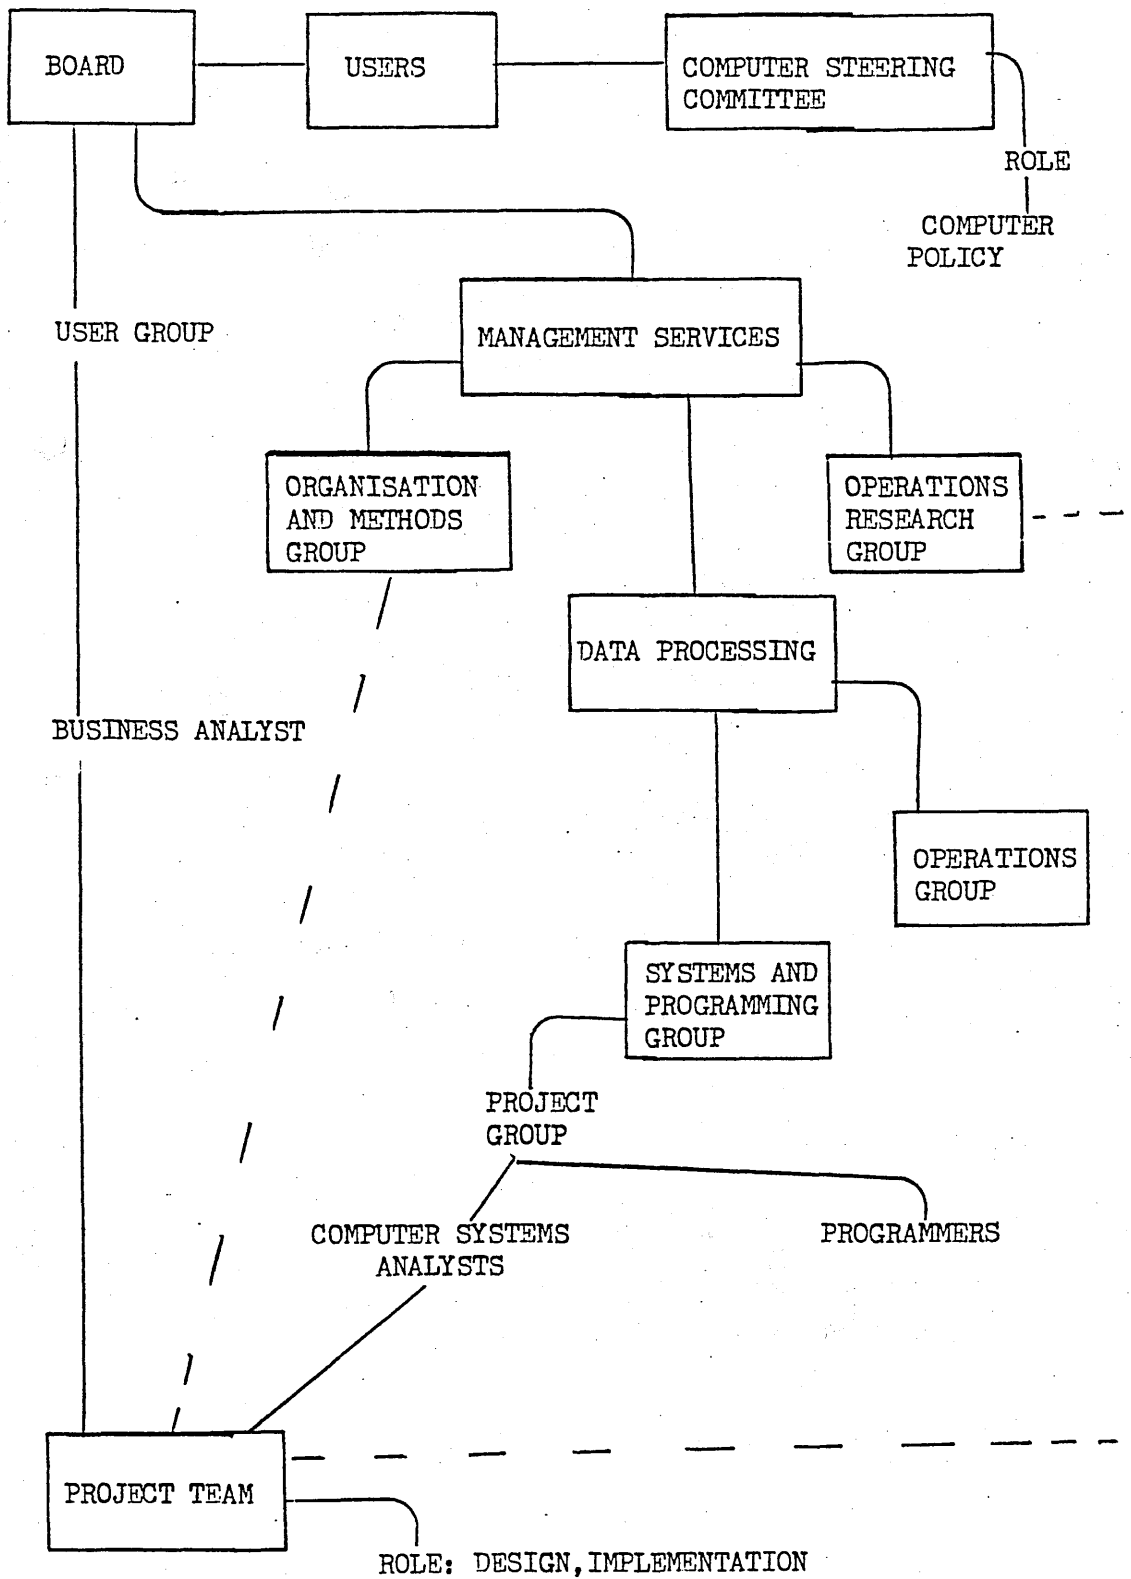 BOARD
USERS
COMPUTER STEERING
COMMITTEE
ROLE
COMPUTER
POLICY
USER GROUP
MANAGEMENT SERVICES
ORGANISATION
AND METHODS
GROUP
OPERATIONS
RESEARCH
GROUP
DATA PROCESSING
BUSINESS ANALYST
OPERATIONS
GROUP
SYSTEMS AND
PROGRAMMING
GROUP
PROJECT
GROUP
COMPUTER SYSTEMS
ANALYSTS
PROGRAMMERS
PROJECT TEAM
ROLE: DESIGN,IMPLEMENTATION